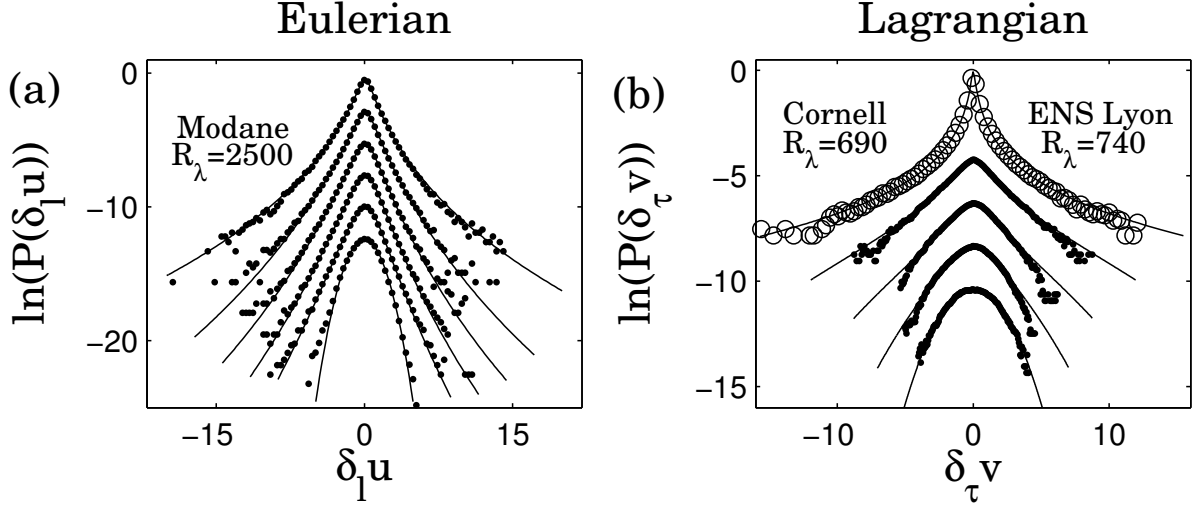 Eulerian
(a)
Modane
R_λ=2500
ln(P(δ_l u))
0
−10
−20
−15
0
15
δ_l u
Lagrangian
(b)
Cornell
R_λ=690
ENS Lyon
R_λ=740
ln(P(δ_τ v))
0
−5
−10
−15
−10
0
10
δ_τ v